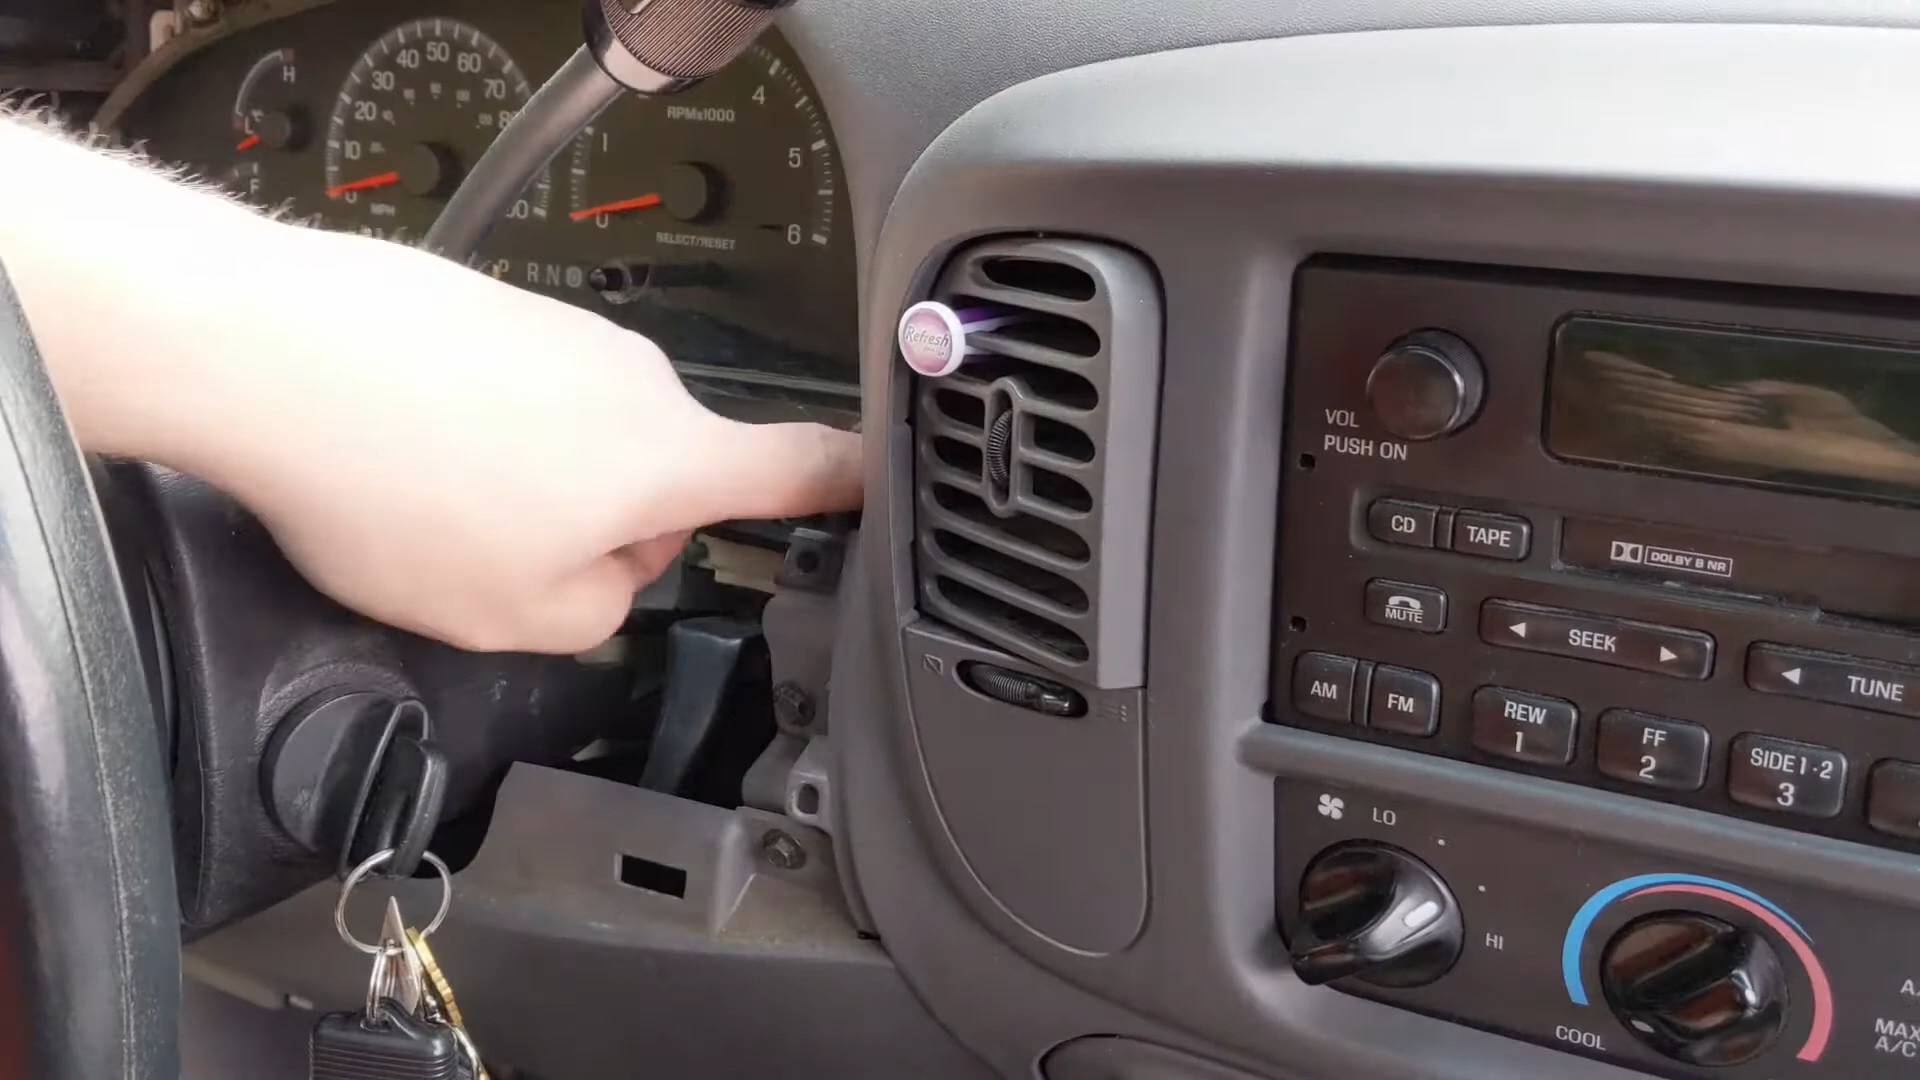 H
10
20
30
40
50
60
70
MPH
RPMx1000
0
1
4
5
6
SELECT/RESET
P R N D
Refresh
VOL
PUSH ON
CD
TAPE
DOLBY B NR
MUTE
SEEK
TUNE
AM
FM
REW
1
FF
2
SIDE 1-2
3
LO
HI
COOL
MAX
A/C